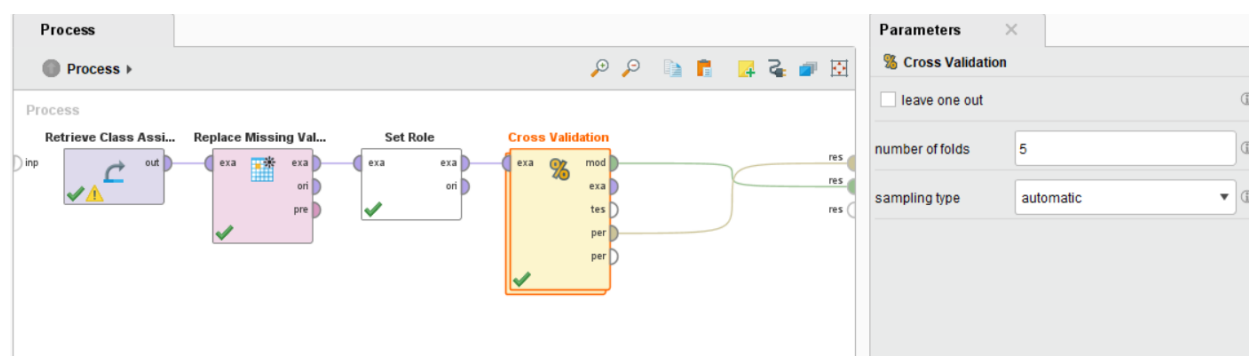 Process
Process
Process
Retrieve Class Assi...
Replace Missing Val...
Set Role
Cross Validation
inp
out
exa
exa
ori
pre
exa
exa
ori
exa
mod
exa
tes
per
per
res
res
res
Parameters
Cross Validation
leave one out
number of folds
5
sampling type
automatic